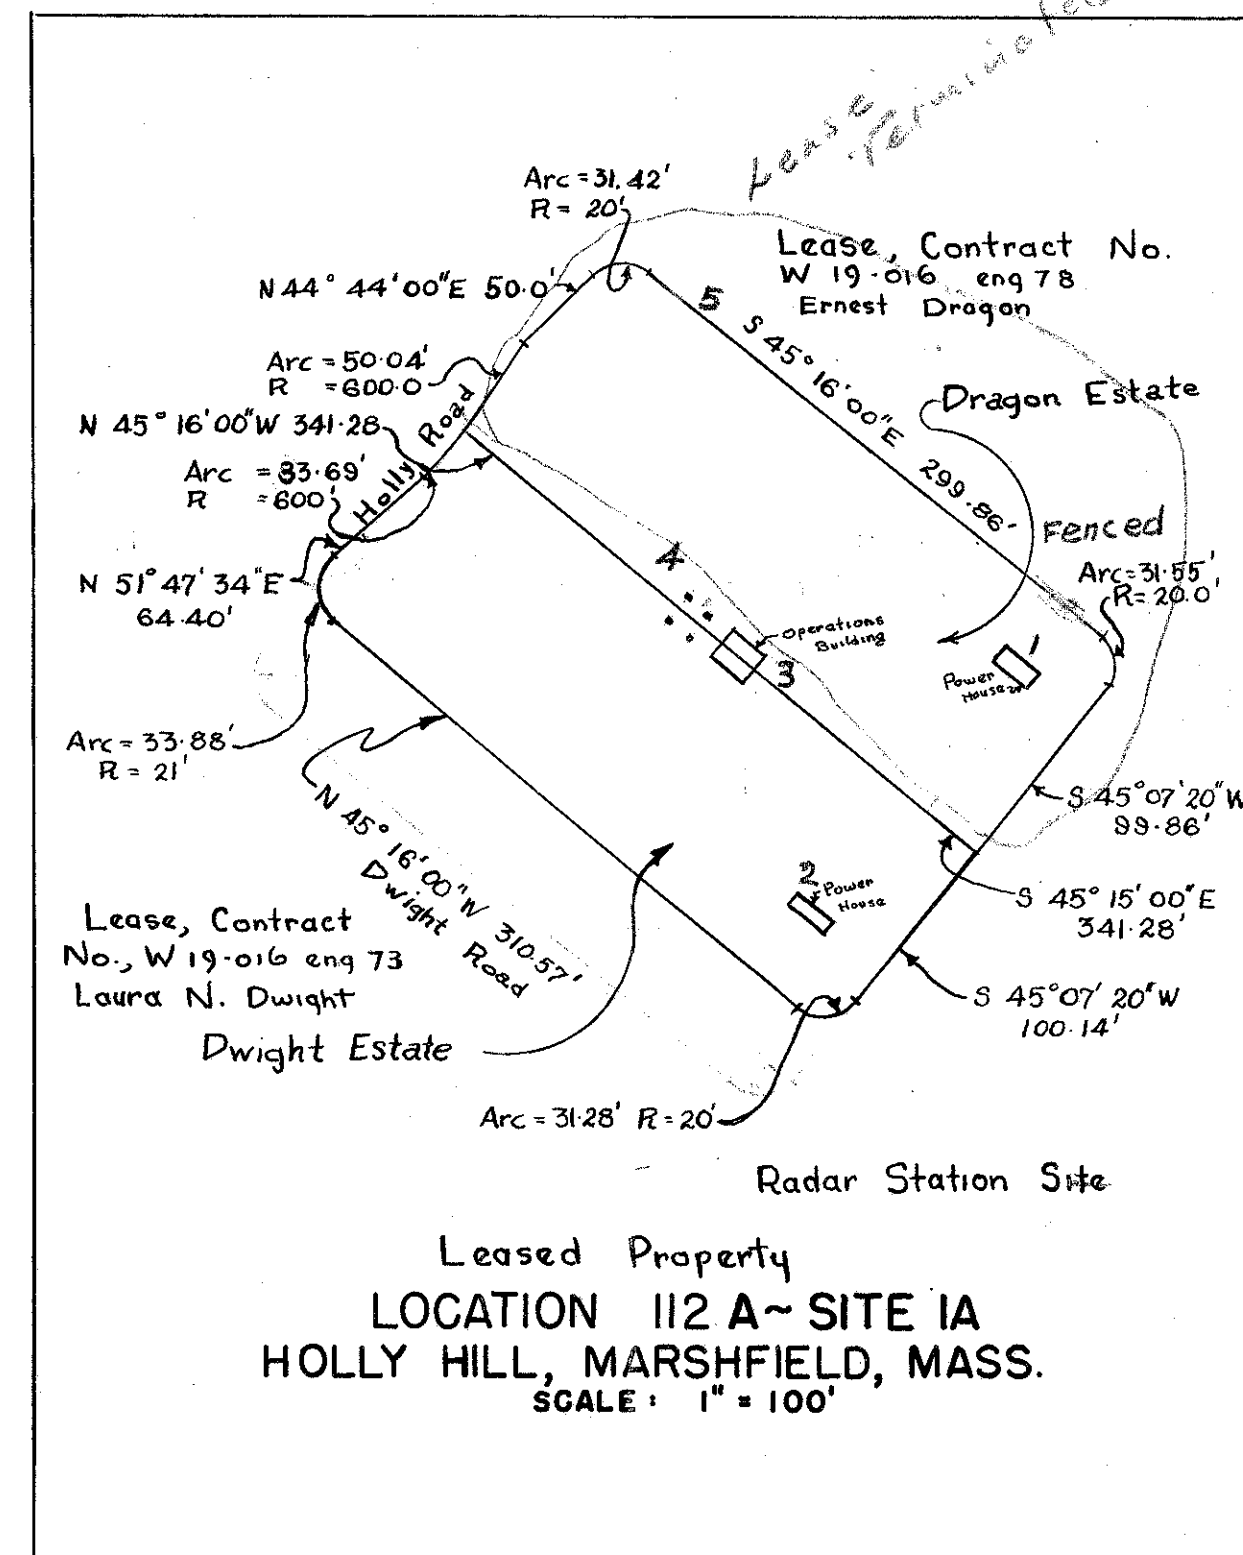 Lease
Terminated
Arc = 31.42'
R = 20'
Lease, Contract No.
W 19-016 eng 78
Ernest Dragon
N 44° 44' 00" E 50.0'
5
S 45° 16' 00" E 299.86'
Arc = 50.04'
R = 600.0
Dragon Estate
N 45° 16' 00" W 341.28
Holly Road
Arc = 33.69'
R = 600'
Fenced
4
Arc = 31.55'
R = 20.0'
N 51° 47' 34" E
64.40'
Operations
Building
3
1
Power
House
Arc = 33.88'
R = 21'
S 45° 07' 20" W
99.86'
N 45° 16' 00" W 310.57'
Dwight Road
2
Power
House
S 45° 15' 00" E
341.28'
Lease, Contract
No., W 19-016 eng 73
Laura N. Dwight
S 45° 07' 20" W
100.14'
Dwight Estate
Arc = 31.28' R = 20'
Radar Station Site
Leased Property
LOCATION 112 A~ SITE 1A
HOLLY HILL, MARSHFIELD, MASS.
SCALE: 1" = 100'